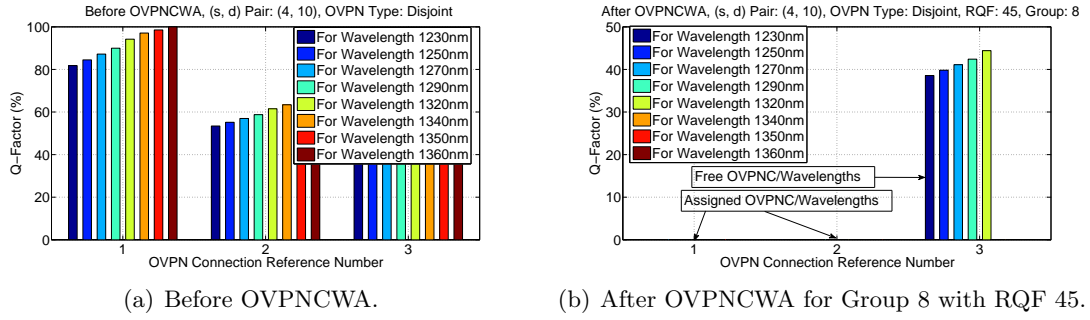 Before OVPNCWA, (s, d) Pair: (4, 10), OVPN Type: Disjoint
100
80
60
40
20
0
Q−Factor (%)
For Wavelength 1230nm
For Wavelength 1250nm
For Wavelength 1270nm
For Wavelength 1290nm
For Wavelength 1320nm
For Wavelength 1340nm
For Wavelength 1350nm
For Wavelength 1360nm
1 2 3
OVPN Connection Reference Number
(a) Before OVPNCWA.
After OVPNCWA, (s, d) Pair: (4, 10), OVPN Type: Disjoint, RQF: 45, Group: 8
50
40
30
20
10
0
Q−Factor (%)
For Wavelength 1230nm
For Wavelength 1250nm
For Wavelength 1270nm
For Wavelength 1290nm
For Wavelength 1320nm
For Wavelength 1340nm
For Wavelength 1350nm
For Wavelength 1360nm
Free OVPNC/Wavelengths
Assigned OVPNC/Wavelengths
1 2 3
OVPN Connection Reference Number
(b) After OVPNCWA for Group 8 with RQF 45.